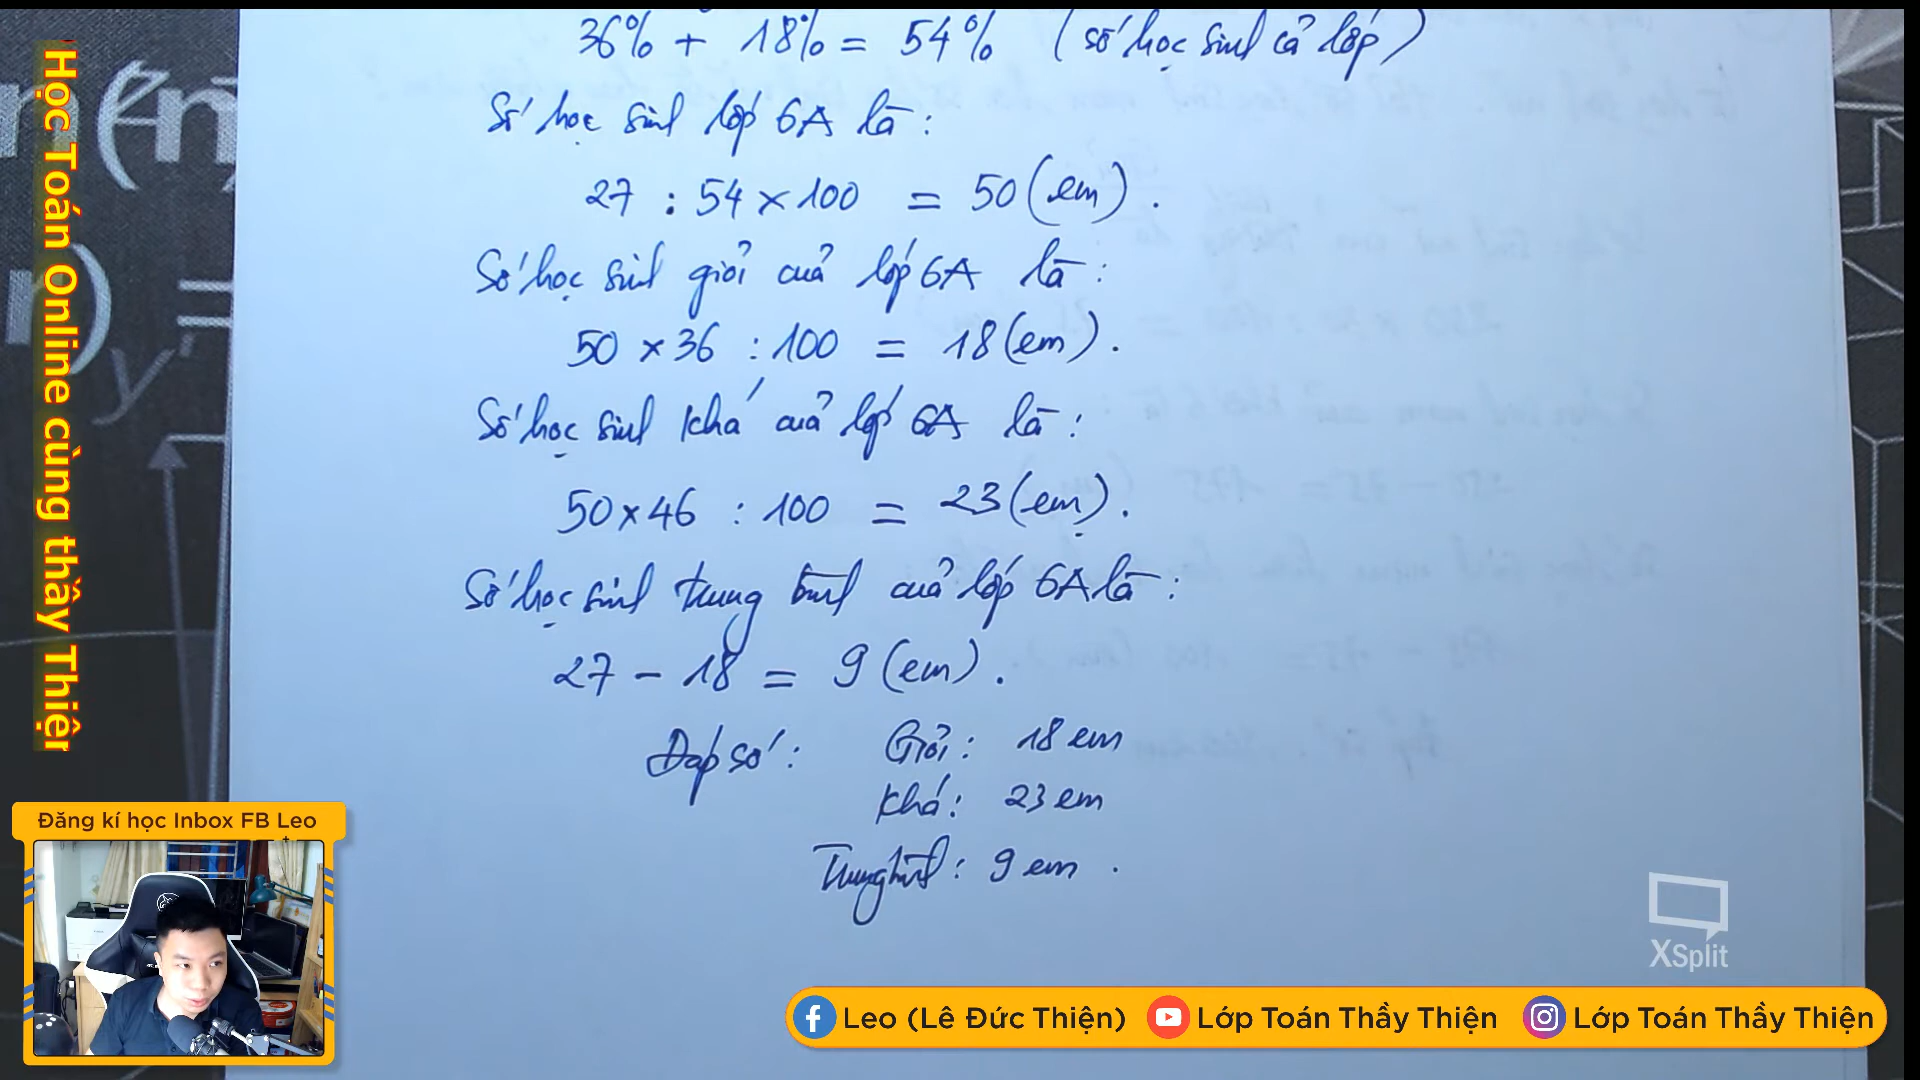 36% + 18% = 54% (số học sinh cả lớp)
Số học sinh lớp 6A là:
27 : 54 × 100 = 50 (em).
Số học sinh giỏi của lớp 6A là:
50 × 36 : 100 = 18 (em).
Số học sinh khá của lớp 6A là:
50 × 46 : 100 = 23 (em).
Số học sinh trung bình của lớp 6A là:
27 - 18 = 9 (em).
Đáp số: Giỏi: 18 em
Khá: 23 em
Trung bình: 9 em.
Học Toán Online cùng thầy Thiện
Đăng kí học Inbox FB Leo
XSplit
Leo (Lê Đức Thiện) Lớp Toán Thầy Thiện Lớp Toán Thầy Thiện